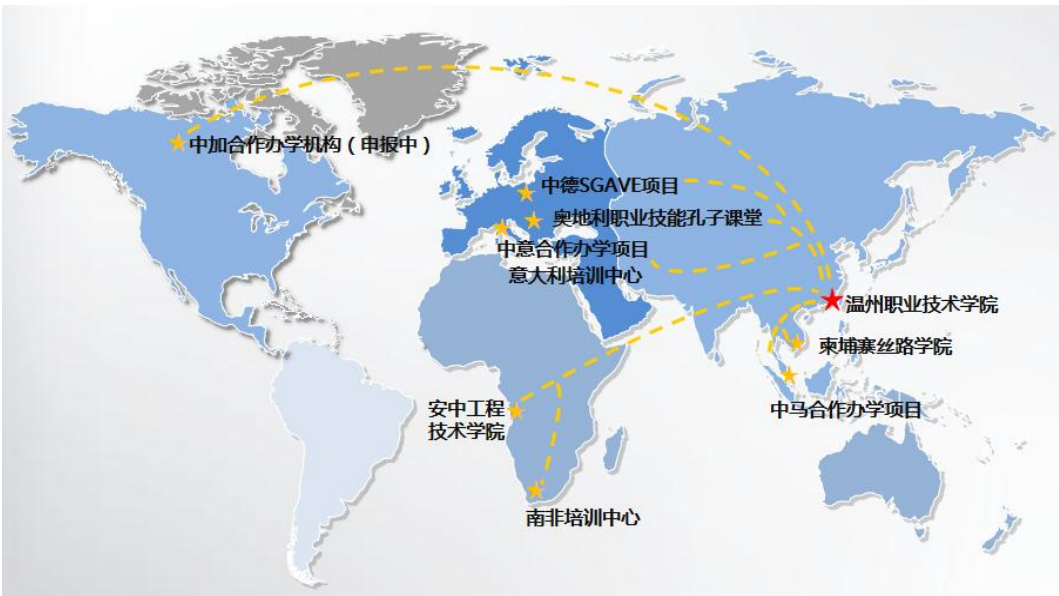 中加合作办学机构（申报中）
中德SGAVE项目
奥地利职业技能孔子课堂
中意合作办学项目
意大利培训中心
温州职业技术学院
柬埔寨丝路学院
中马合作办学项目
安中工程
技术学院
南非培训中心